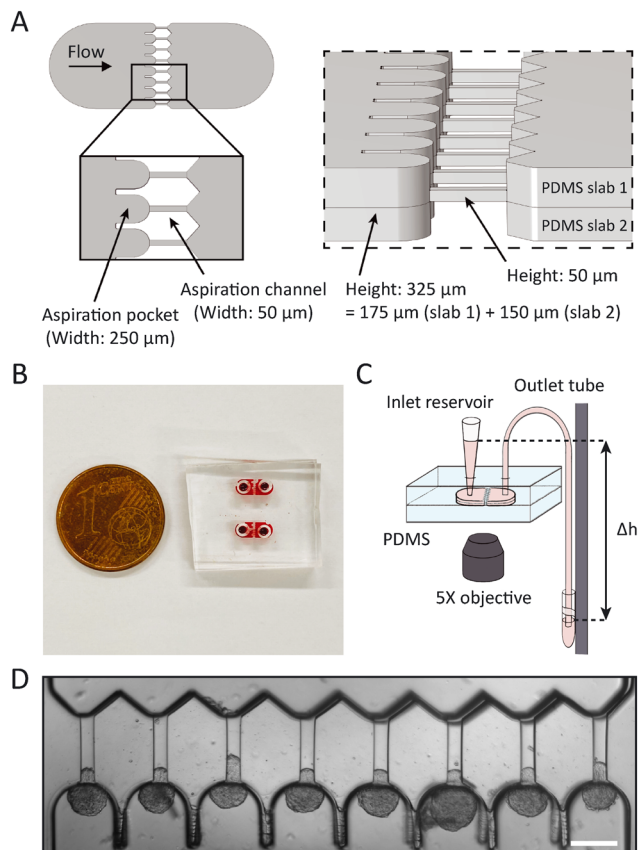 A
Flow
Aspiration pocket
(Width: 250 µm)
Aspiration channel
(Width: 50 µm)
PDMS slab 1
PDMS slab 2
Height: 325 µm
= 175 µm (slab 1) + 150 µm (slab 2)
Height: 50 µm
B
1
C
Outlet tube
Inlet reservoir
PDMS
Δh
5X objective
D